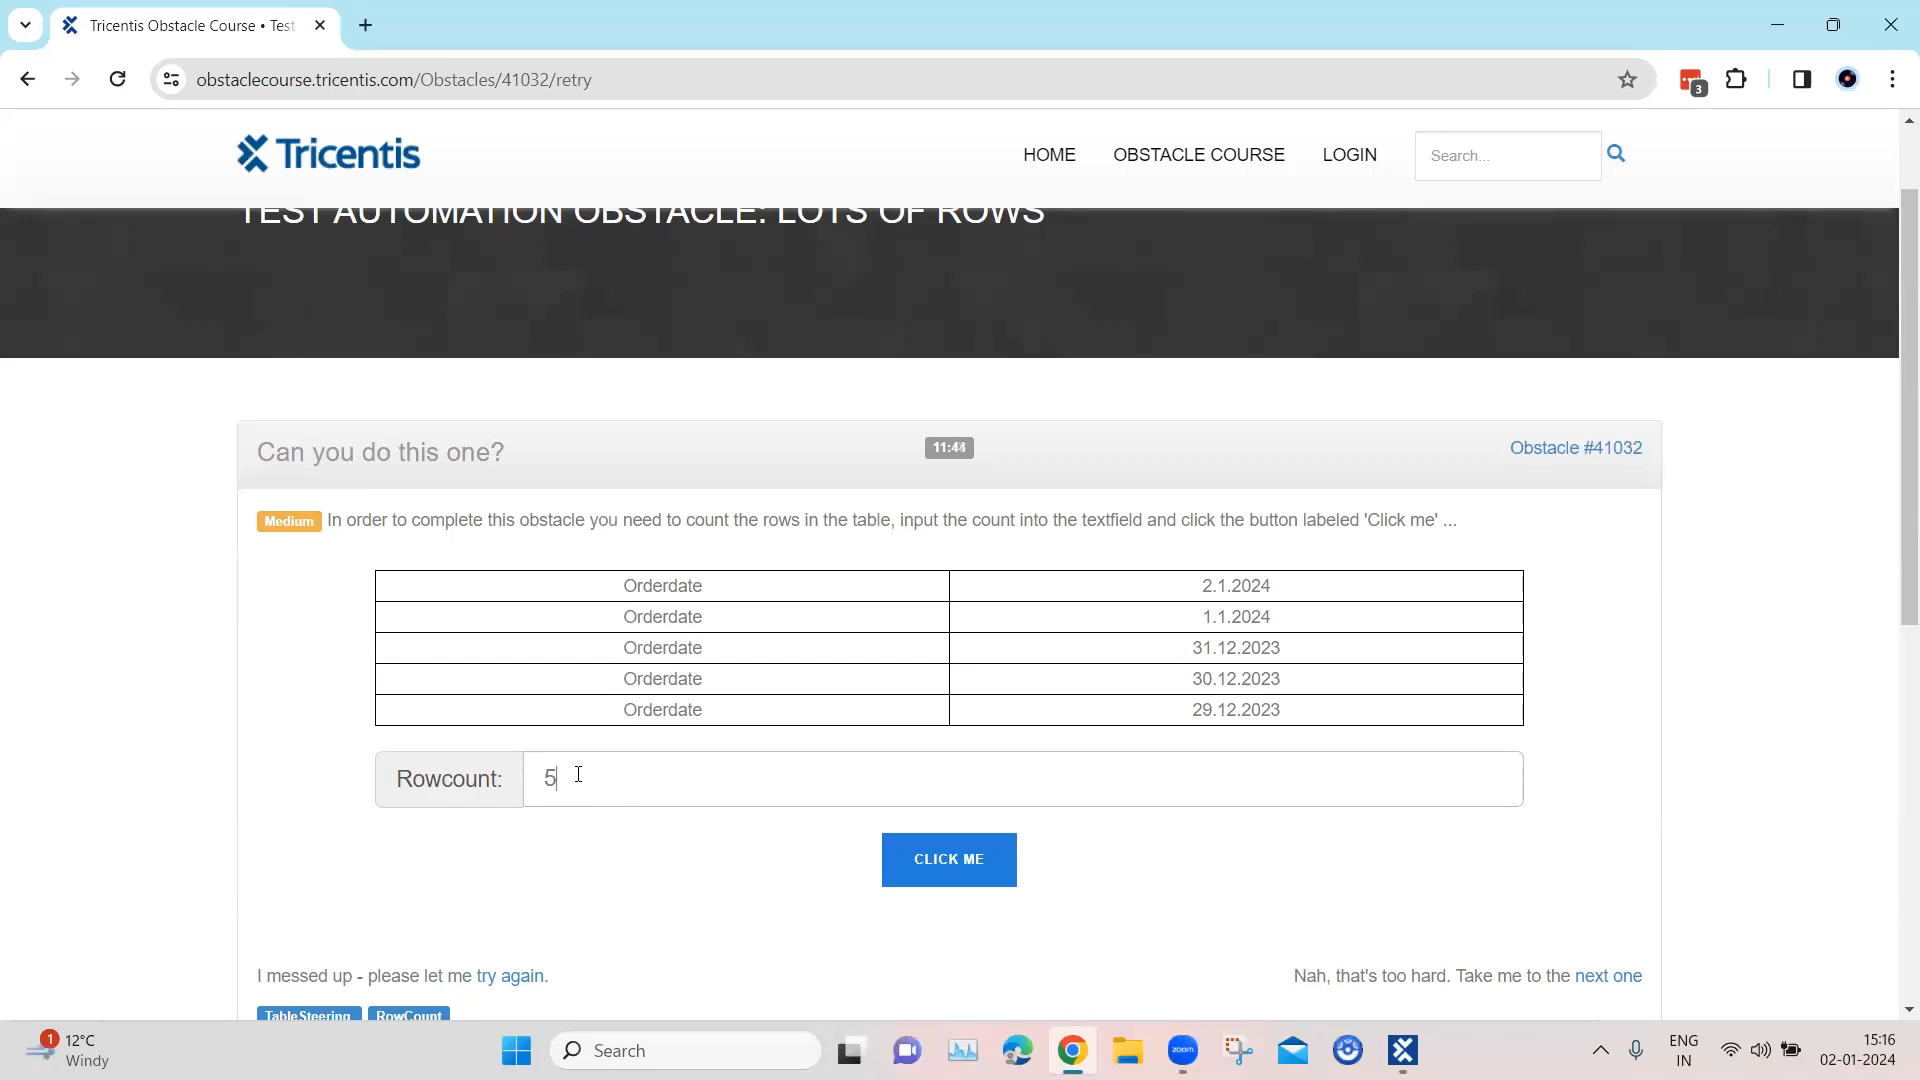 Tricentis Obstacle Course • Test
obstaclecourse.tricentis.com/Obstacles/41032/retry
3
Tricentis
HOME
OBSTACLE COURSE
LOGIN
Search...
TEST AUTOMATION OBSTACLE: LOTS OF ROWS
Can you do this one?
Obstacle #41032
Medium In order to complete this obstacle you need to count the rows in the table, input the count into the textfield and click the button labeled 'Click me' ...
Orderdate 2.1.2024
Orderdate 1.1.2024
Orderdate 31.12.2023
Orderdate 30.12.2023
Orderdate 29.12.2023
Rowcount: 5
CLICK ME
I messed up - please let me try again.
Nah, that's too hard. Take me to the next one
TableSteering RowCount
1
12°C
Windy
Search
zoom
ENG
IN
15:16
02-01-2024